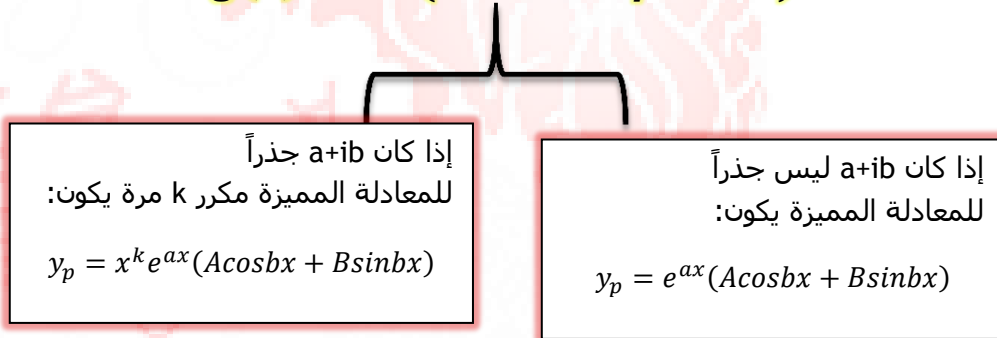 إذا كان a+ib ليس جذراً
للمعادلة المميزة يكون:
y_p = e^{ax}(Acosbx + Bsinbx)
إذا كان a+ib جذراً
للمعادلة المميزة مكرر k مرة يكون:
y_p = x^k e^{ax}(Acosbx + Bsinbx)